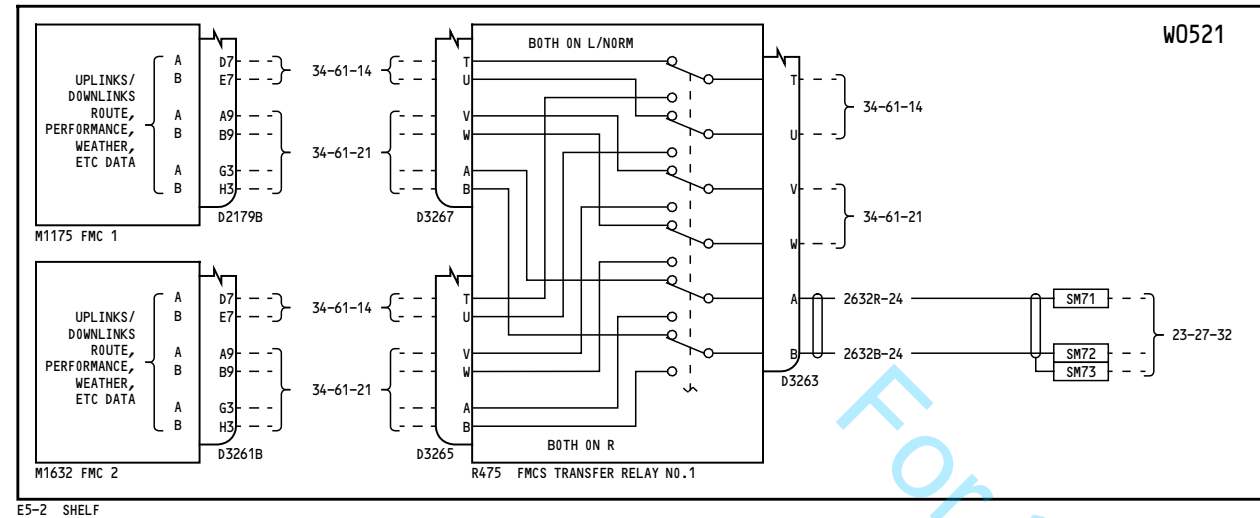 W0521
BOTH ON L/NORM
UPLINKS/
DOWNLINKS
ROUTE,
PERFORMANCE,
WEATHER,
ETC DATA
A D7
B E7
A A9
B B9
A G3
B H3
34-61-14
34-61-21
T
U
V
W
A
B
D2179B
D3267
M1175 FMC 1
UPLINKS/
DOWNLINKS
ROUTE,
PERFORMANCE,
WEATHER,
ETC DATA
A D7
B E7
A A9
B B9
A G3
B H3
34-61-14
34-61-21
T
U
V
W
A
B
D3261B
D3265
M1632 FMC 2
BOTH ON R
R475 FMCS TRANSFER RELAY NO.1
T
U
34-61-14
V
W
34-61-21
A 2632R-24 SM71
B 2632B-24 SM72
SM73
23-27-32
D3263
E5-2 SHELF
For